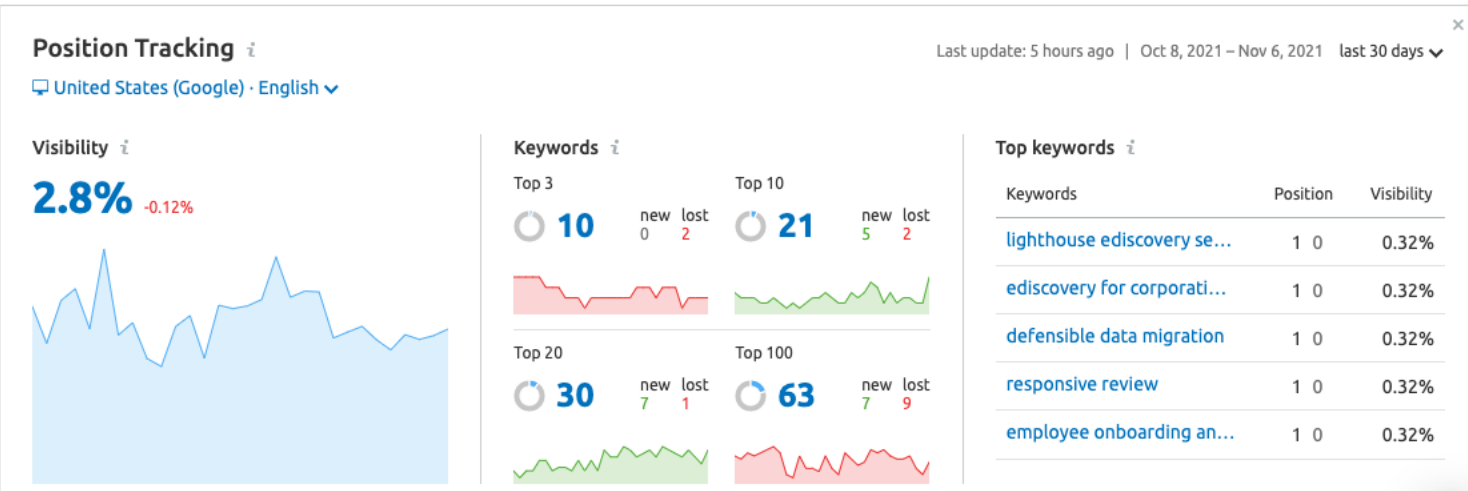 Position Tracking i
Last update: 5 hours ago | Oct 8, 2021 – Nov 6, 2021 last 30 days
United States (Google) · English
Visibility i
2.8% -0.12%
Keywords i
Top 3
10
new lost
0 2
Top 10
21
new lost
5 2
Top 20
30
new lost
7 1
Top 100
63
new lost
7 9
Top keywords i
Keywords Position Visibility
lighthouse ediscovery se... 1 0 0.32%
ediscovery for corporati... 1 0 0.32%
defensible data migration 1 0 0.32%
responsive review 1 0 0.32%
employee onboarding an... 1 0 0.32%